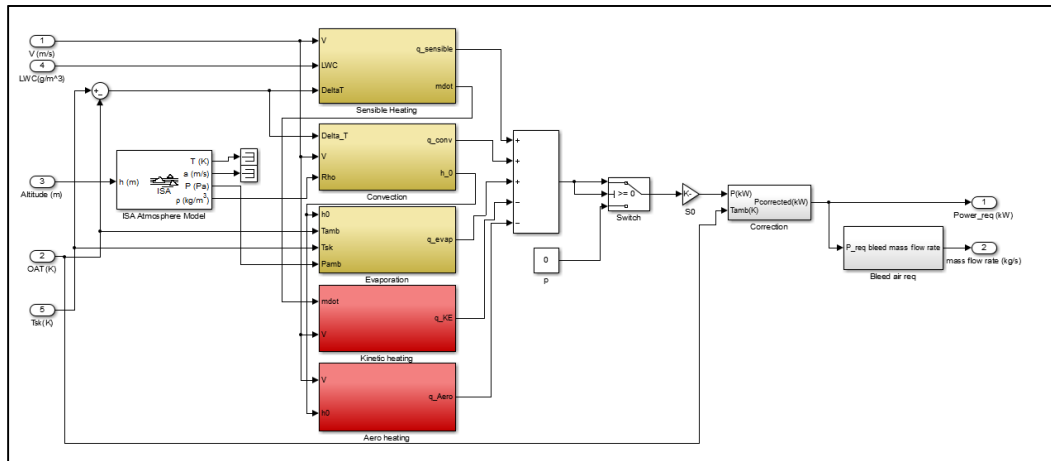 1
V (m/s)
4
LWC(g/m^3)
+
-
3
Altitude (m)
2
OAT (K)
5
Tsk(K)
h (m)
ISA
T (K)
a (m/s)
P (Pa)
ρ (kg/m³)
ISA Atmosphere Model
V
LWC
DeltaT
q_sensible
mdot
Sensible Heating
Delta_T
V
Rho
q_conv
h_0
Convection
h0
Tamb
Tsk
Pamb
q_evap
Evaporation
mdot
V
q_KE
Kinetic heating
V
h0
q_Aero
Aero heating
+
+
+
−
−
0
p
>= 0
Switch
K-
S0
P(kW)
Tamb(K)
Pcorrected(kW)
Correction
P_req bleed mass flow rate
Bleed air req
1
Power_req (kW)
2
mass flow rate (kg/s)